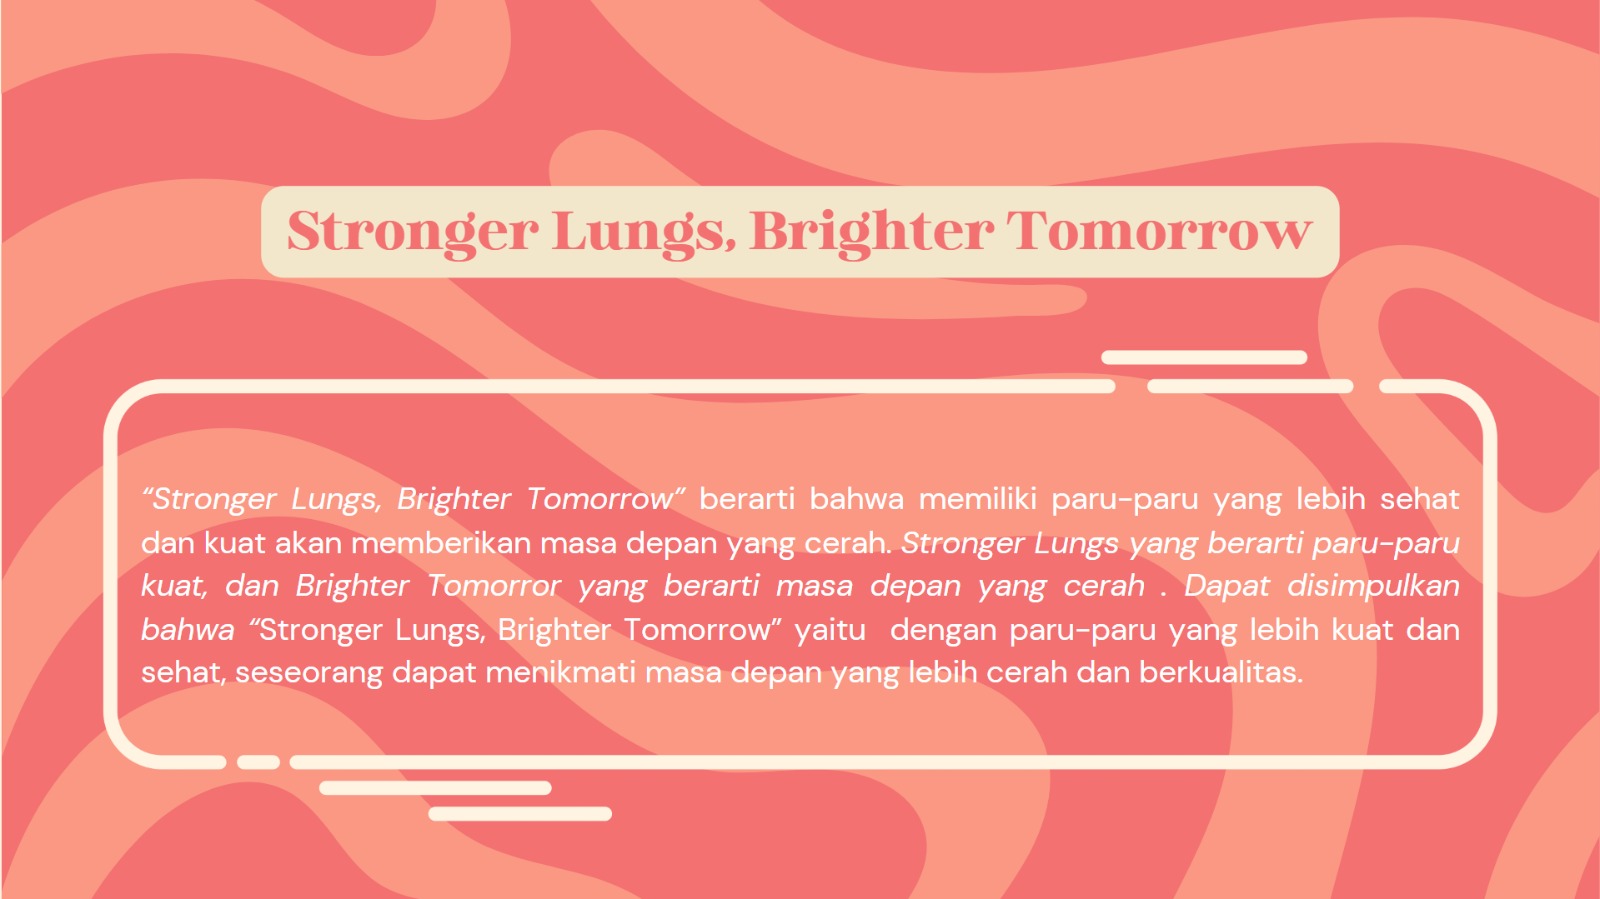 Stronger Lungs, Brighter Tomorrow
“Stronger Lungs, Brighter Tomorrow” berarti bahwa memiliki paru-paru yang lebih sehat
dan kuat akan memberikan masa depan yang cerah. Stronger Lungs yang berarti paru-paru
kuat, dan Brighter Tomorror yang berarti masa depan yang cerah . Dapat disimpulkan
bahwa “Stronger Lungs, Brighter Tomorrow” yaitu  dengan paru-paru yang lebih kuat dan
sehat, seseorang dapat menikmati masa depan yang lebih cerah dan berkualitas.